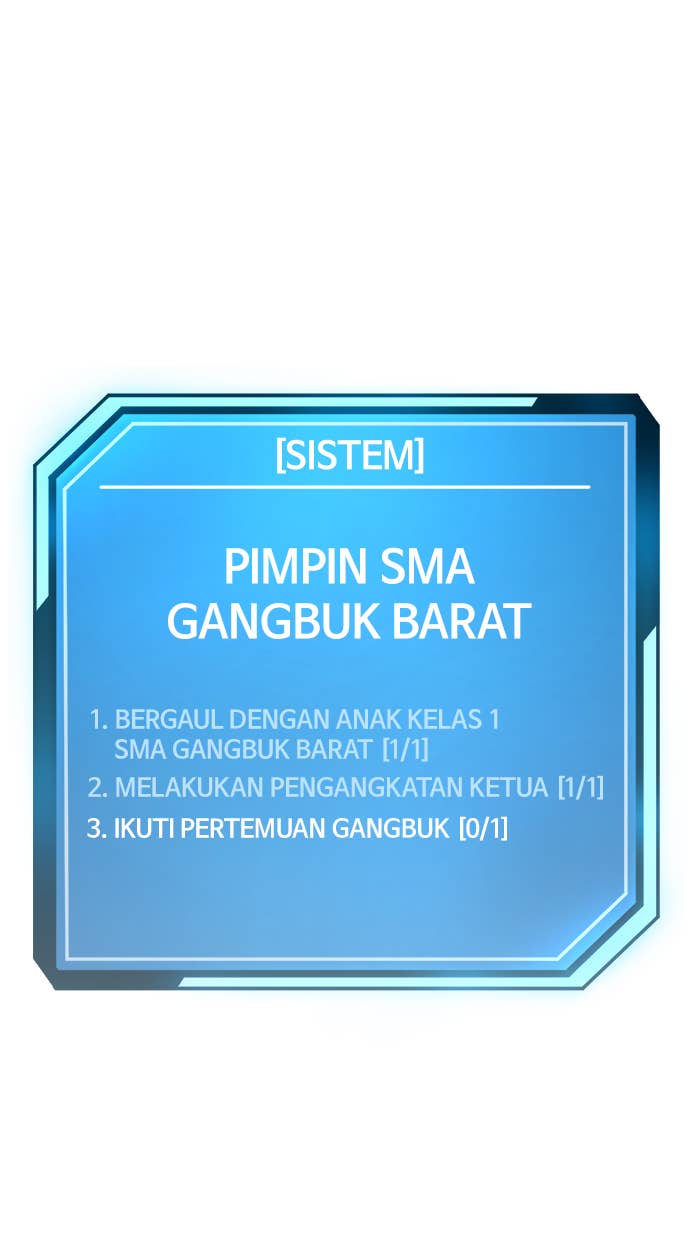 [SISTEM]
PIMPIN SMA
GANGBUK BARAT
1. BERGAUL DENGAN ANAK KELAS 1
SMA GANGBUK BARAT [1/1]
2. MELAKUKAN PENGANGKATAN KETUA [1/1]
3. IKUTI PERTEMUAN GANGBUK [0/1]